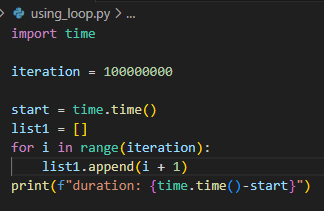 using_loop.py > ...
import time
iteration = 100000000
start = time.time()
list1 = []
for i in range(iteration):
    list1.append(i + 1)
print(f"duration: {time.time()-start}")